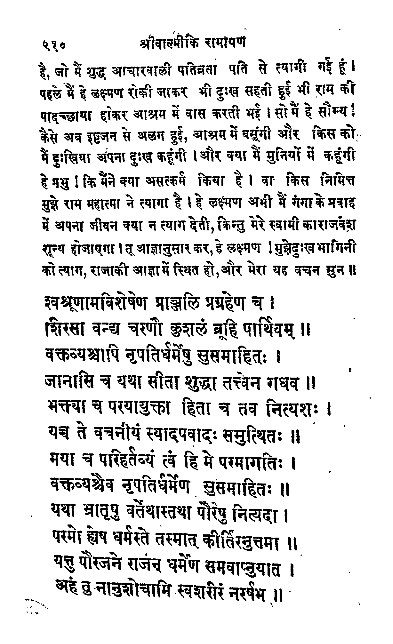 ५१० श्रीवाल्मीकि रामायण
है, जो मैं शुद्ध आचारवाली पतिव्रता पति से त्यागी गई हूं।
पहले मैं हे लक्ष्मण रोकी जाकर भी दुःख सहती हुई भी राम की
पादच्छाया होकर आश्रम में वास करती भई। सो मैं हे सौम्य!
कैसे अब इष्टजन से अलग हुई, आश्रम में बसूंगी और किस को
मैं दुःखिया अपना दुःख कहूंगी। और क्या मैं मुनियों में कहूंगी
हे प्रभु! कि मैंने क्या असत्कर्म किया है। वा किस निमित्त
मुझे राम महात्मा ने त्यागा है। हे लक्ष्मण अभी मैं गंगा के प्रवाह
में अपना जीवन क्या न त्याग देती, किन्तु मेरे स्वामी का राजवंश
शून्य होजाएगा। तू आज्ञानुसार कर, हे लक्ष्मण! मुझे दुःख भागिनी
को त्याग, राजाकी आज्ञा में स्थित हो, और मेरा यह वचन सुन॥
श्वश्रूणामविशेषेण प्राञ्जलि प्रग्रहेण च।
शिरसा वन्द्य चरणौ कुशलं ब्रूहि पार्थिवम्॥
वक्तव्यश्चापि नृपतिर्धर्मेषु सुसमाहितः।
जानासि च यथा सीता शुद्धा तत्त्वेन राघव॥
भक्त्या च परयायुक्ता हिता च तव नित्यशः।
यच्च ते वचनीयं स्यादपवादः समुत्थितः॥
मया च परिहर्तव्यं त्वं हि मे परमागतिः।
वक्तव्यश्चैव नृपतिर्धर्मेण सुसमाहितः॥
यथा भ्रातृषु वर्तेथास्तथा पौरेषु नित्यदा।
परमो ह्येष धर्मस्ते तस्मात् कीर्तिरनुत्तमा॥
यत्तु पौरजने राजन् धर्मेण समवाप्नुयात्।
अहं तु नानुशोचामि स्वशरीरं नरर्षभ॥